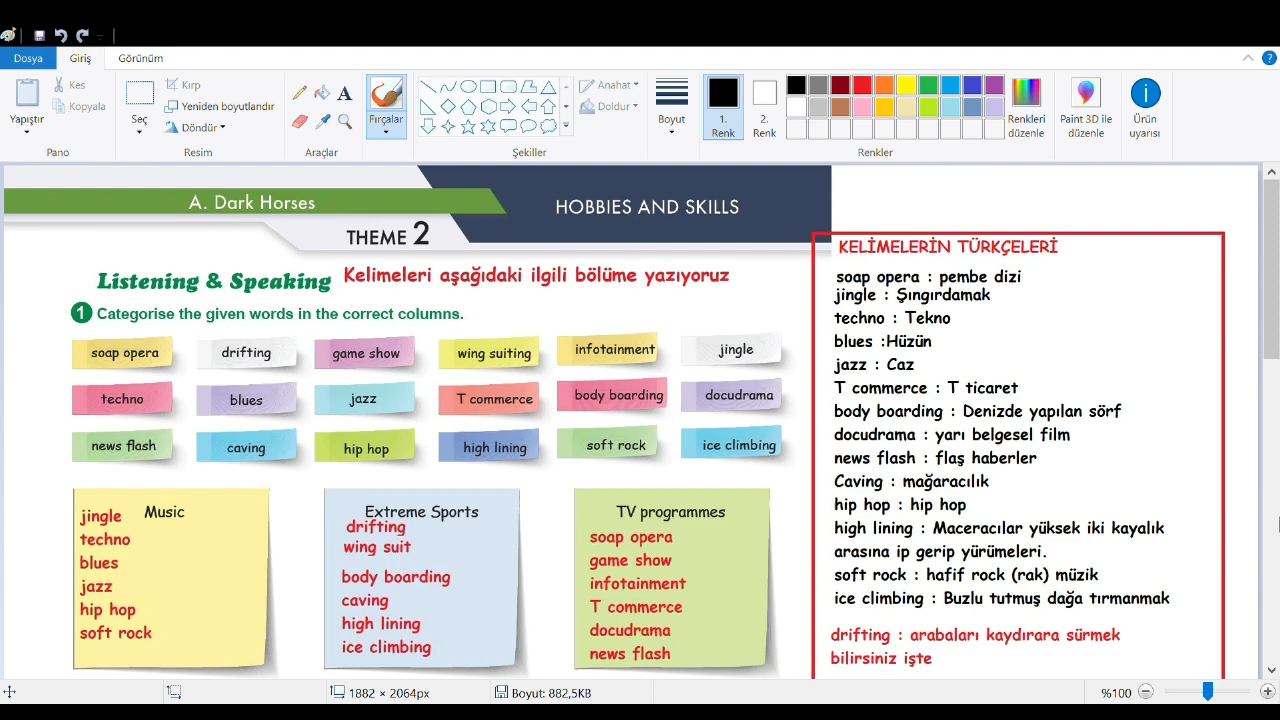 Dosya Giriş Görünüm
Yapıştır
Kes
Kopyala
Seç
Kırp
Yeniden boyutlandır
Döndür
A
Fırçalar
Anahat
Doldur
Boyut
1. Renk
2. Renk
Renkleri düzenle
Paint 3D ile düzenle
Ürün uyarısı
Pano Resim Araçlar Şekiller Renkler
A. Dark Horses
HOBBIES AND SKILLS
THEME 2
Listening & Speaking Kelimeleri aşağıdaki ilgili bölüme yazıyoruz
1 Categorise the given words in the correct columns.
soap opera drifting game show wing suiting infotainment jingle
techno blues jazz T commerce body boarding docudrama
news flash caving hip hop high lining soft rock ice climbing
Music
jingle
techno
blues
jazz
hip hop
soft rock
Extreme Sports
drifting
wing suit
body boarding
caving
high lining
ice climbing
TV programmes
soap opera
game show
infotainment
T commerce
docudrama
news flash
KELİMELERİN TÜRKÇELERİ
soap opera : pembe dizi
jingle : Şıngırdamak
techno : Tekno
blues :Hüzün
jazz : Caz
T commerce : T ticaret
body boarding : Denizde yapılan sörf
docudrama : yarı belgesel film
news flash : flaş haberler
Caving : mağaracılık
hip hop : hip hop
high lining : Maceracılar yüksek iki kayalık
arasına ip gerip yürümeleri.
soft rock : hafif rock (rak) müzik
ice climbing : Buzlu tutmuş dağa tırmanmak
drifting : arabaları kaydırara sürmek
bilirsiniz işte
1882 × 2064px
Boyut: 882,5KB
%100